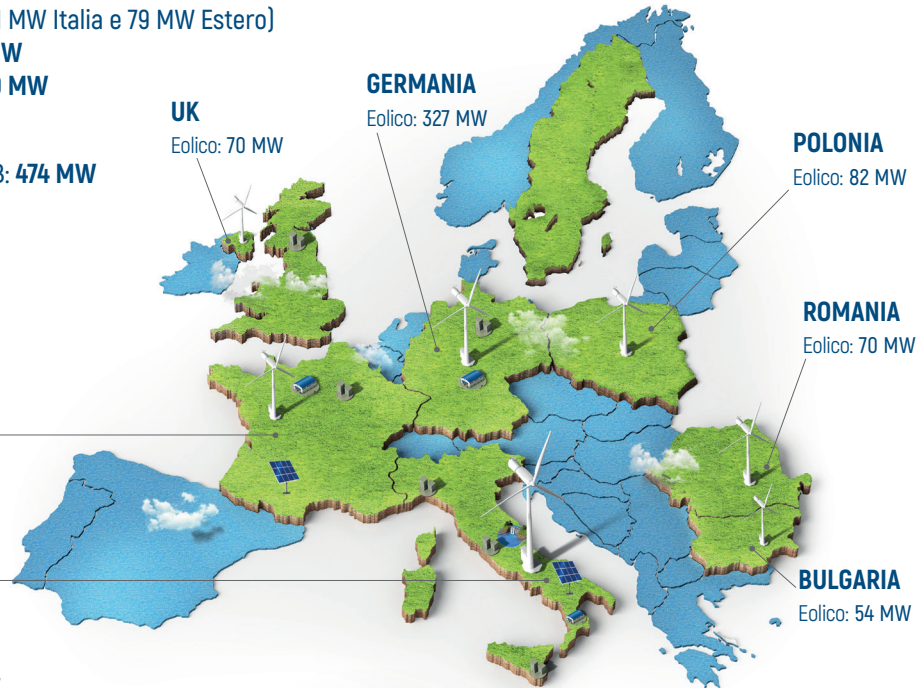 MW Italia e 79 MW Estero)
MW
UK
Eolico: 70 MW
474 MW
GERMANIA
Eolico: 327 MW
POLONIA
Eolico: 82 MW
ROMANIA
Eolico: 70 MW
BULGARIA
Eolico: 54 MW